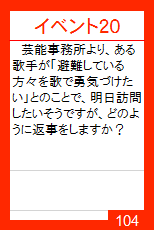 イベント20
芸能事務所より、ある
歌手が「避難している
方々を歌で勇気づけた
い」とのことで、明日訪問
したいそうですが、どのよ
うに返事をしますか？
104